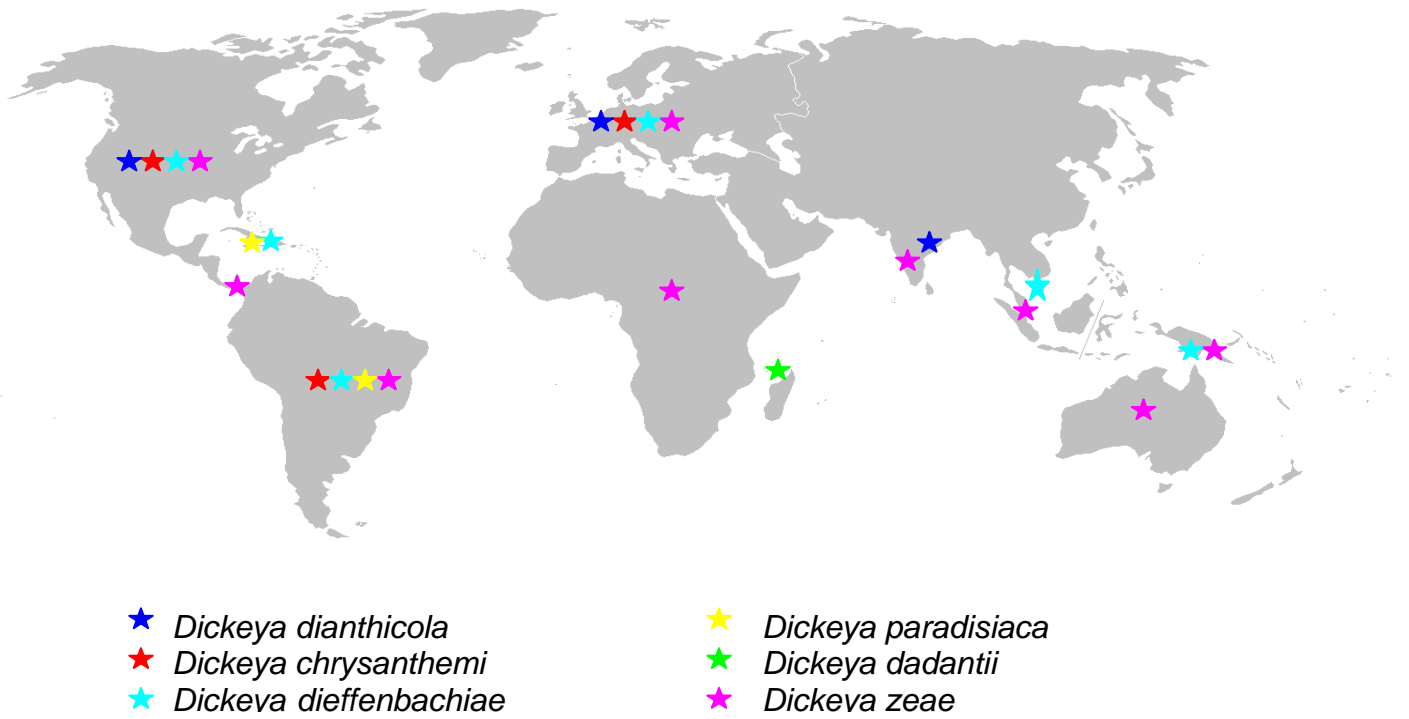 Dickeya dianthicola
Dickeya paradisiaca
Dickeya chrysanthemi
Dickeya dadantii
Dickeya dieffenbachiae
Dickeya zeae